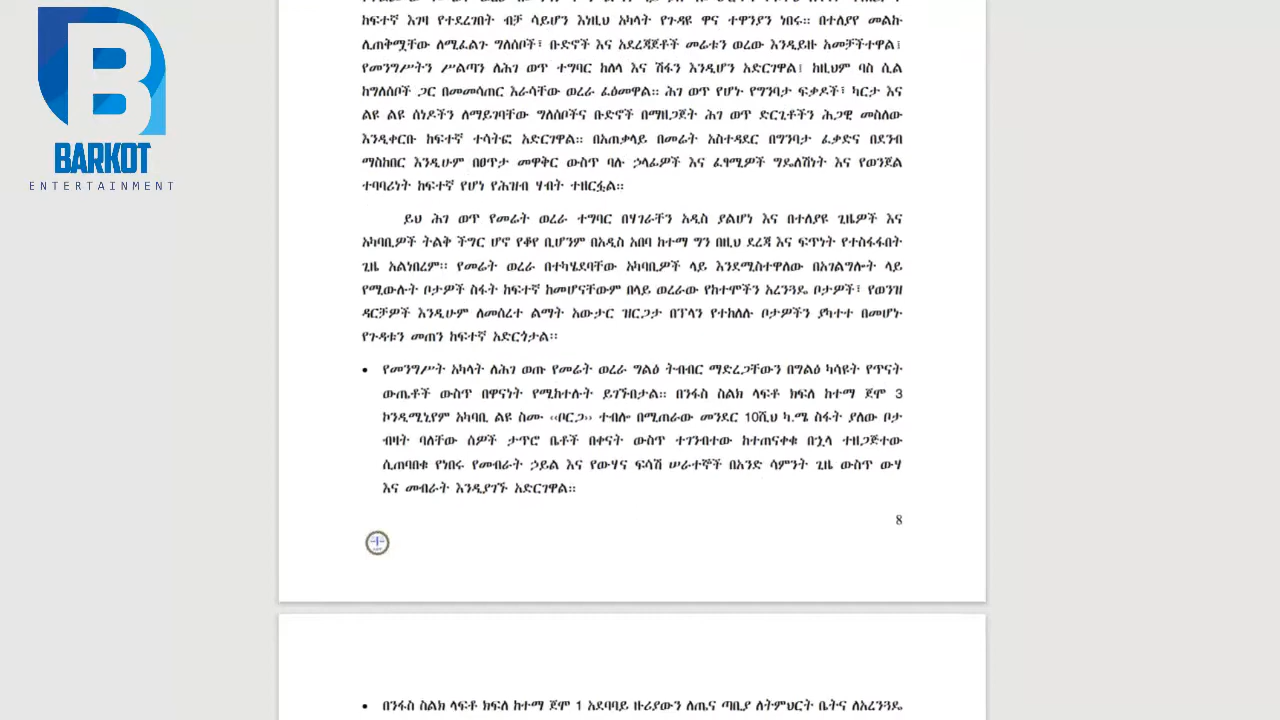 BARKOT
ENTERTAINMENT
ከፍተኛ እገዛ የተደረገበት ብቻ ሳይሆን እነዚህ አካላት የጉዳዩ ዋና ተዋንያን ነበሩ። በተለያየ መልኩ
ሊጠቅሟቸው ለሚፈልጉ ግለሰቦች፣ ቡድኖች እና አደረጃጀቶች መሬቱን ወረው እንዲይዙ አመቻችተዋል፤
የመንግሥትን ሥልጣን ለሕገ ወጥ ተግባር ከለላ እና ሽፋን እንዲሆን አድርገዋል፤ ከዚህም ባስ ሲል
ከግለሰቦች ጋር በመመሳጠር እራሳቸው ወረራ ፈፅመዋል። ሕገ ወጥ የሆኑ የግንባታ ፍቃዶች፣ ካርታ እና
ልዩ ልዩ ሰነዶችን ለማይገባቸው ግለሰቦችና ቡድኖች በማዘጋጀት ሕገ ወጥ ድርጊቶችን ሕጋዊ መስለው
እንዲቀርቡ ከፍተኛ ተሳትፎ አድርገዋል። በአጠቃላይ በመሬት አስተዳደር በግንባታ ፈቃድና በደንብ
ማስከበር እንዲሁም በፀጥታ መዋቅር ውስጥ ባሉ ኃላፊዎች እና ፈፃሚዎች ግዴለሽነት እና የወንጀል
ተባባሪነት ከፍተኛ የሆነ የሕዝብ ሃብት ተዘርፏል።
ይህ ሕገ ወጥ የመሬት ወረራ ተግባር በሃገራቸን አዲስ ያልሆነ እና በተለያዩ ጊዜዎች እና
አካባቢዎች ትልቅ ችግር ሆኖ የቆየ ቢሆንም በአዲስ አበባ ከተማ ግን በዚህ ደረጃ እና ፍጥነት የተስፋፋበት
ጊዜ አልነበረም። የመሬት ወረራ በተካሄደባቸው አካባቢዎች ላይ እንደሚስተዋለው በአገልግሎት ላይ
የሚውሉት ቦታዎች ስፋት ከፍተኛ ከመሆናቸውም በላይ ወረራው የከተሞችን አረንጓዴ ቦታዎች፣ የወንዝ
ዳርቻዎች እንዲሁም ለመሰረተ ልማት አውታር ዝርጋታ በፕላን የተከለሉ ቦታዎችን ያካተተ በመሆኑ
የጉዳቱን መጠን ከፍተኛ አድርጎታል።
• የመንግሥት አካላት ለሕገ ወጡ የመሬት ወረራ ግልፅ ትብብር ማድረጋቸውን በግልፅ ካሳዩት የጥናት
ውጤቶች ውስጥ በዋናነት የሚከተሉት ይገኙበታል። በንፋስ ስልክ ላፍቶ ክፍለ ከተማ ጀሞ 3
ኮንዲሚኒየም አካባቢ ልዩ ስሙ ‹‹ቦርጋ›› ተብሎ በሚጠራው መንደር 10ሺህ ካ.ሜ ስፋት ያለው ቦታ
ብዛት ባለቸው ሰዎች ታጥሮ ቤቶች በቀናት ውስጥ ተገንብተው ከተጠናቀቁ በኋላ ተዘጋጅተው
ሲጠባበቁ የነበሩ የመብራት ኃይል እና የውሃና ፍሳሽ ሠራተኞች በአንድ ሳምንት ጊዜ ውስጥ ውሃ
እና መብራት እንዲያገኙ አድርገዋል።
8
• በንፋስ ስልክ ላፍቶ ክፍለ ከተማ ጀሞ 1 አደባባይ ዙሪያውን ለጤና ጣቢያ ለትምህርት ቤትና ለአረንጓዴ